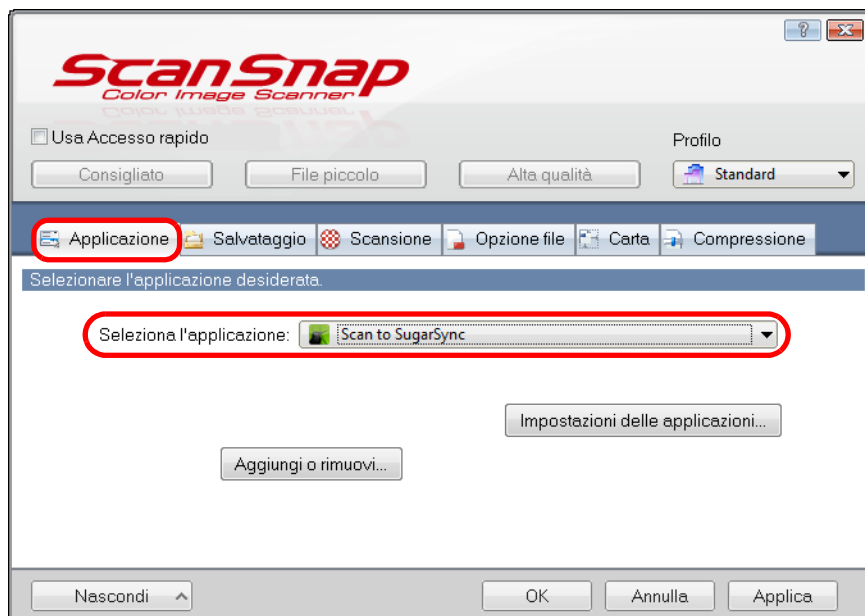 ScanSnap
Color Image Scanner
Usa Accesso rapido
Profilo
Consigliato File piccolo Alta qualità Standard
Applicazione Salvataggio Scansione Opzione file Carta Compressione
Selezionare l'applicazione desiderata.
Seleziona l'applicazione: Scan to SugarSync
Impostazioni delle applicazioni...
Aggiungi o rimuovi...
Nascondi OK Annulla Applica